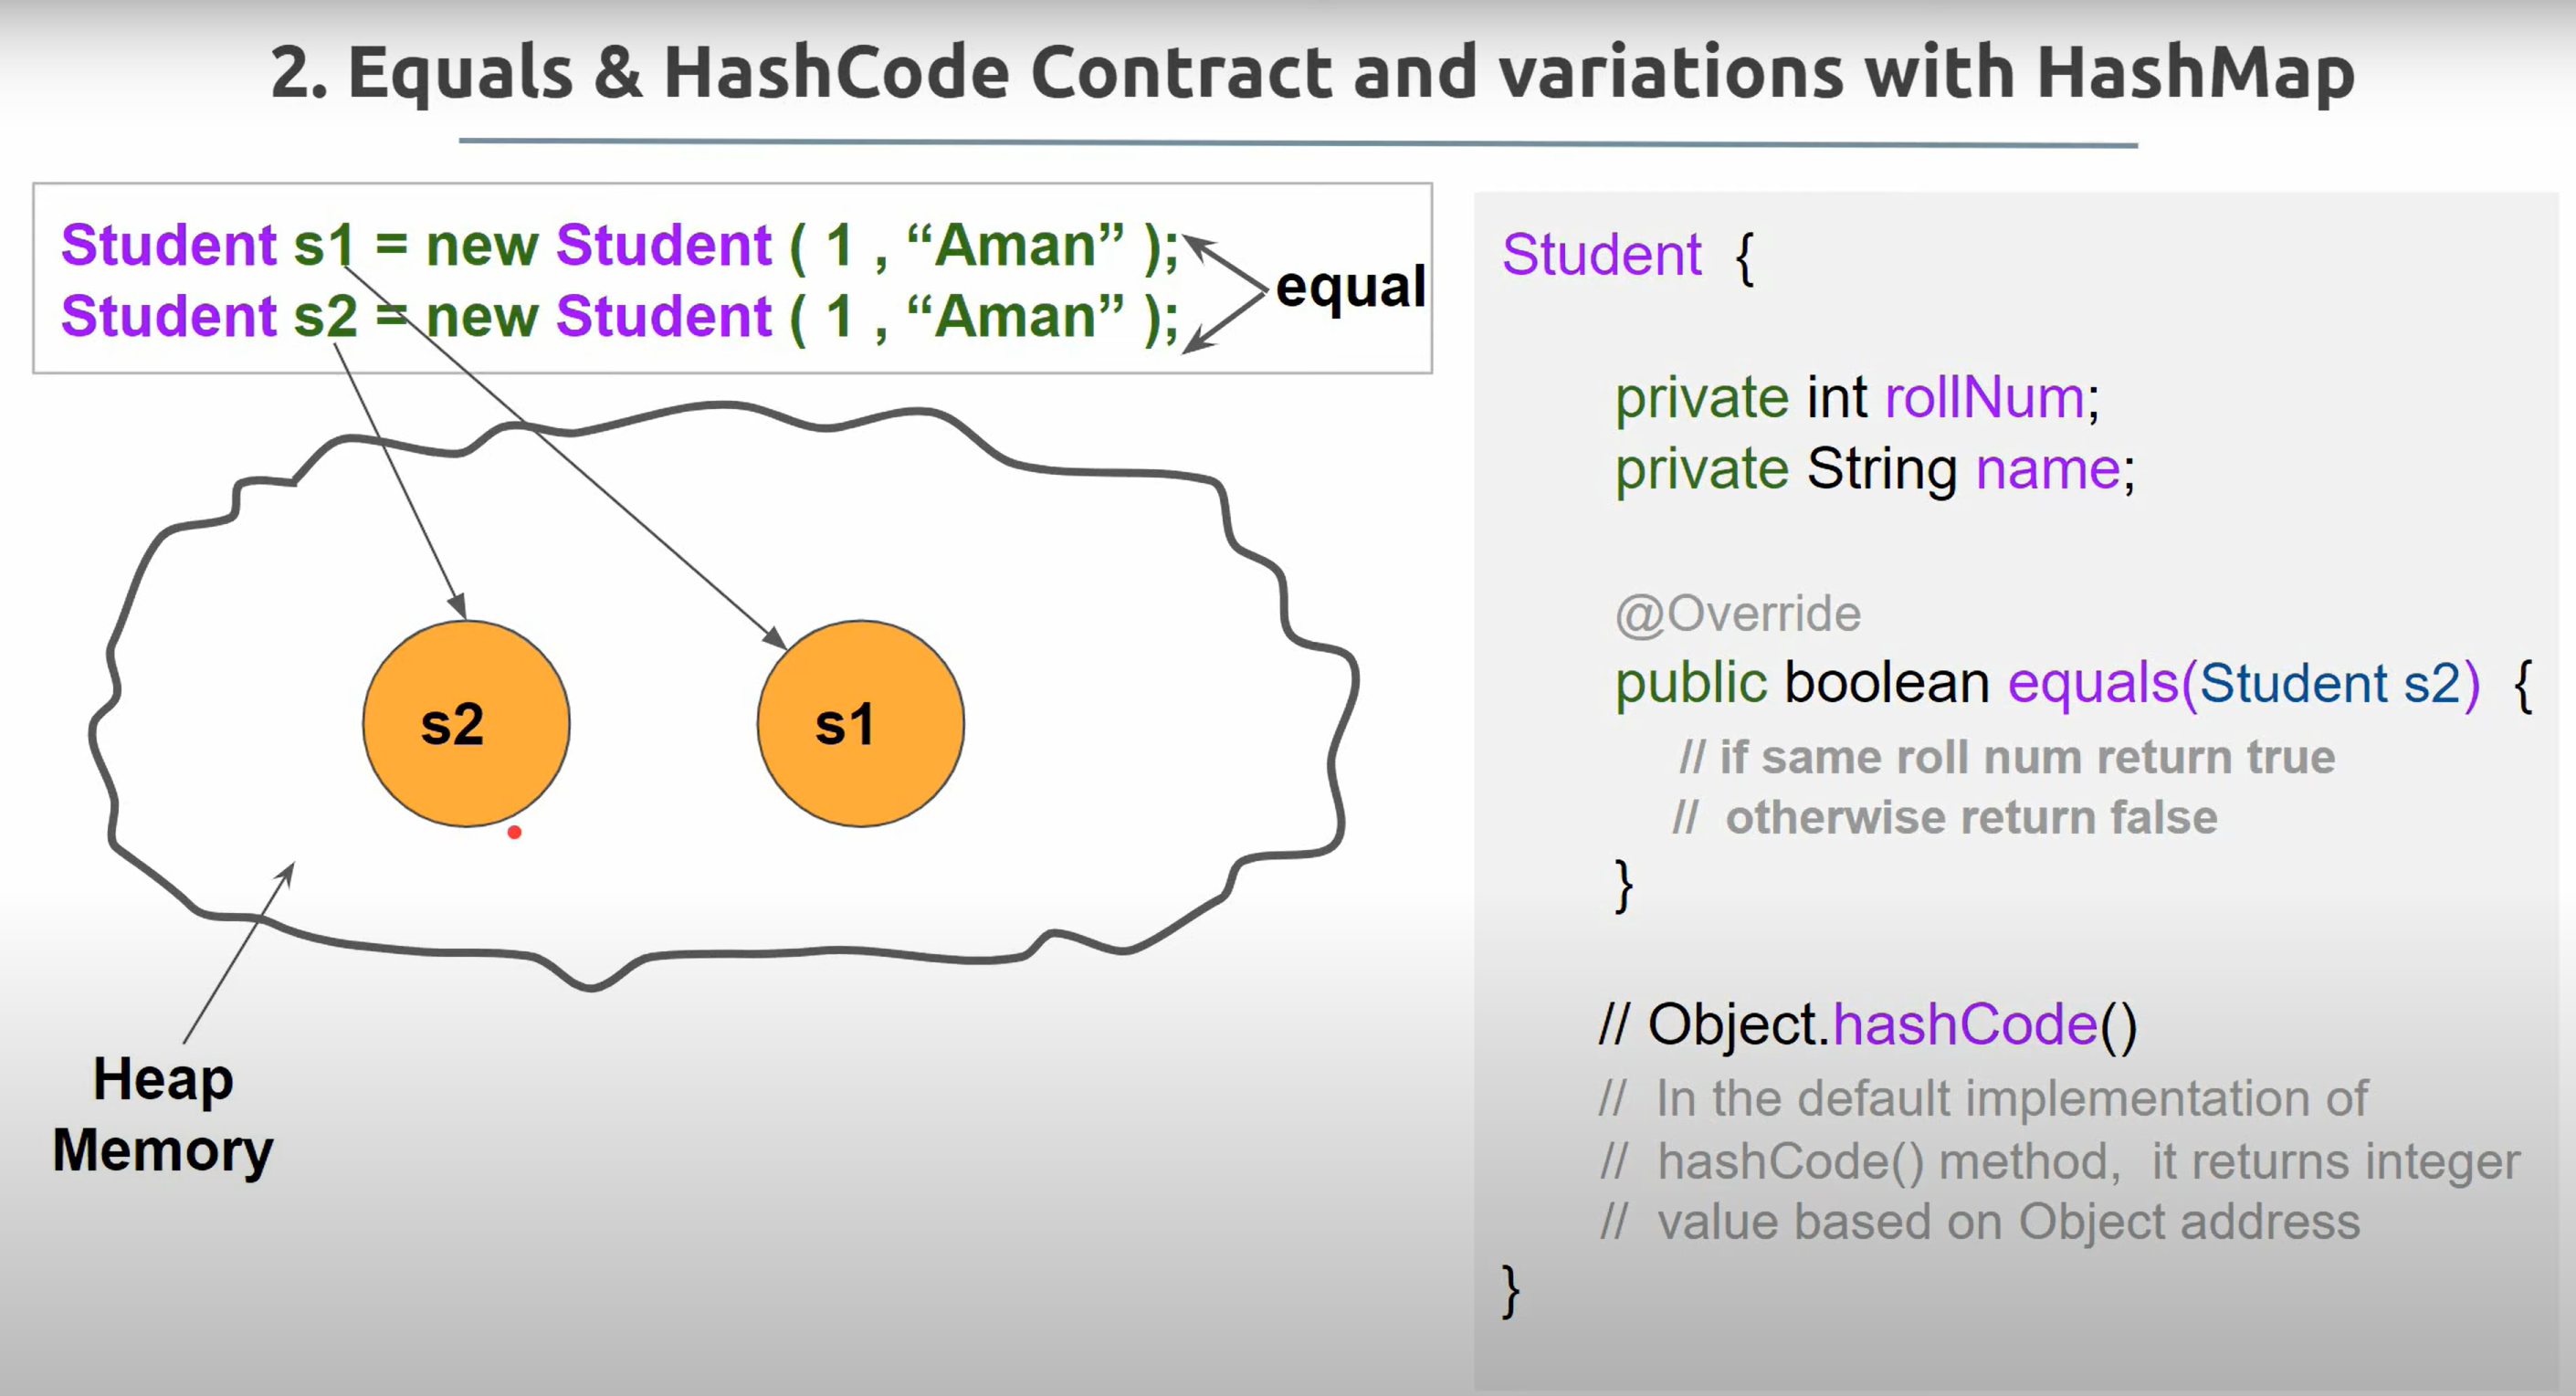 2. Equals & HashCode Contract and variations with HashMap
Student s1 = new Student ( 1 , “Aman” );
Student s2 = new Student ( 1 , “Aman” );
equal
s2
s1
Heap
Memory
Student {
private int rollNum;
private String name;
@Override
public boolean equals(Student s2) {
// if same roll num return true
// otherwise return false
}
// Object.hashCode()
// In the default implementation of
// hashCode() method, it returns integer
// value based on Object address
}